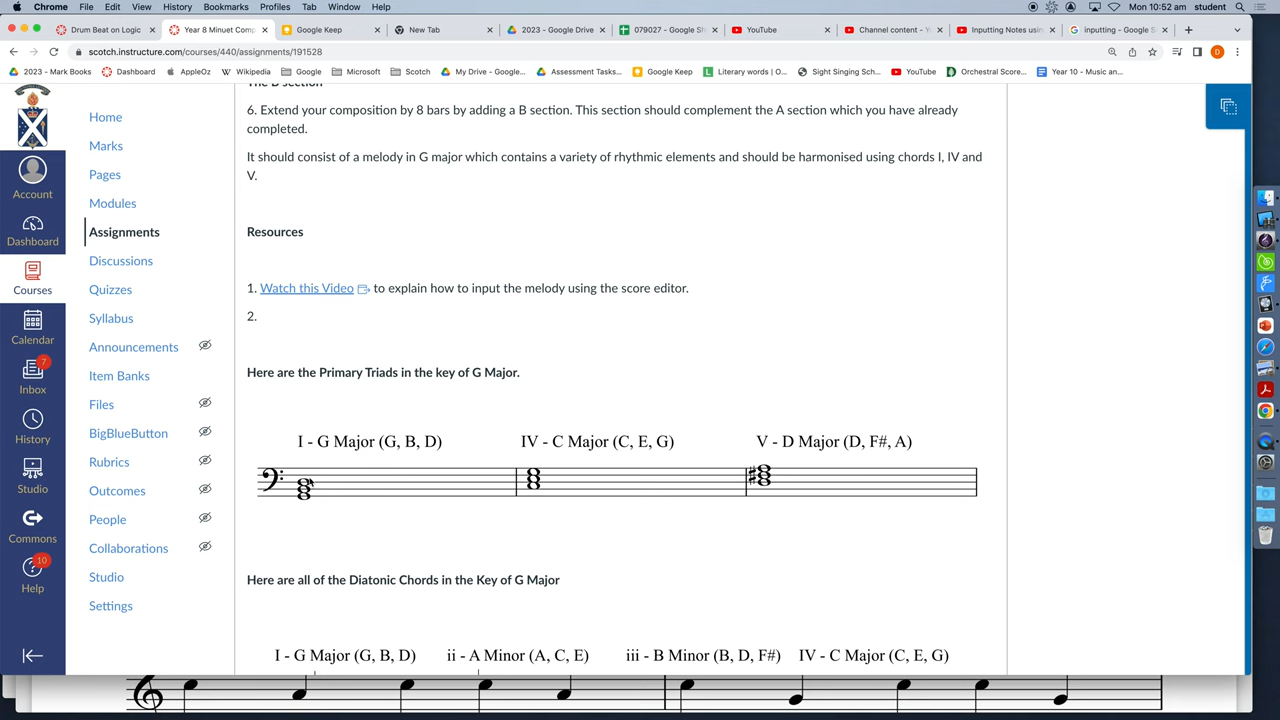 Chrome File Edit View History Bookmarks Profiles Tab Window Help Mon 10:52 am student
Drum Beat on Logic
Year 8 Minuet Comp
Google Keep
New Tab
2023 - Google Drive
079027 - Google Sh
YouTube
Channel content - Y
Inputting Notes usin
inputting - Google S
scotch.instructure.com/courses/440/assignments/191528
2023 - Mark Books Dashboard AppleOz Wikipedia Google Microsoft Scotch My Drive - Google... Assessment Tasks... Google Keep Literary words | O... Sight Singing Sch... YouTube Orchestral Score... Year 10 - Music an...
Account
Dashboard
Courses
Calendar
7
Inbox
History
Studio
Commons
10
Help
Home
Marks
Pages
Modules
Assignments
Discussions
Quizzes
Syllabus
Announcements
Item Banks
Files
BigBlueButton
Rubrics
Outcomes
People
Collaborations
Studio
Settings
The B section
6. Extend your composition by 8 bars by adding a B section. This section should complement the A section which you have already
completed.
It should consist of a melody in G major which contains a variety of rhythmic elements and should be harmonised using chords I, IV and
V.
Resources
1. Watch this Video to explain how to input the melody using the score editor.
2.
Here are the Primary Triads in the key of G Major.
I - G Major (G, B, D) IV - C Major (C, E, G) V - D Major (D, F#, A)
Here are all of the Diatonic Chords in the Key of G Major
I - G Major (G, B, D) ii - A Minor (A, C, E) iii - B Minor (B, D, F#) IV - C Major (C, E, G)